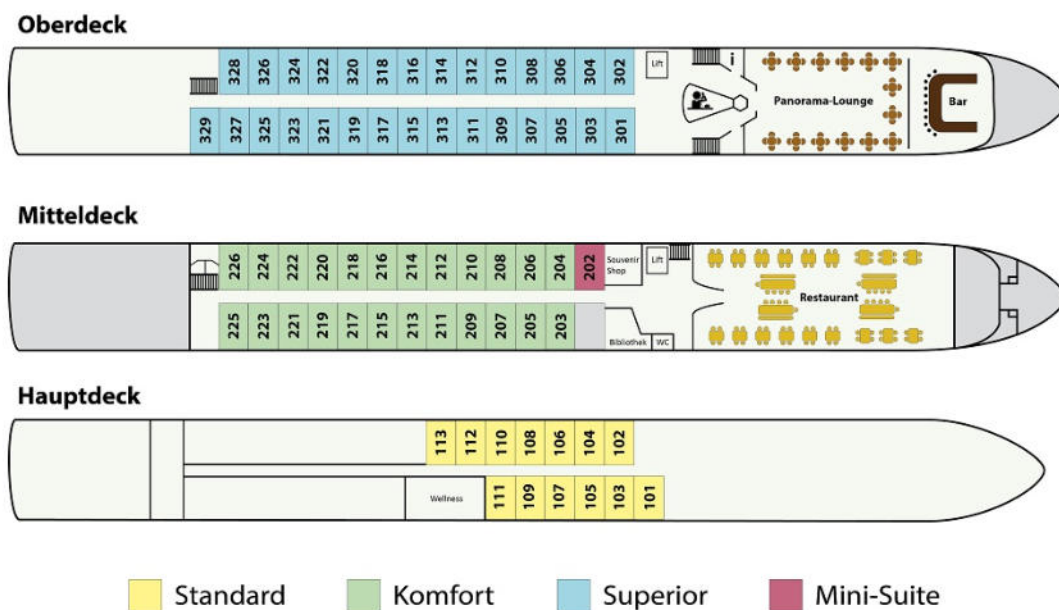 Oberdeck
328 326 324 322 320 318 316 314 312 310 308 306 304 302
Lift
i
Panorama-Lounge
Bar
329 327 325 323 321 319 317 315 313 311 309 307 305 303 301
Mitteldeck
226 224 222 220 218 216 214 212 210 208 206 204 202
Souvenir
Shop
Lift
Restaurant
225 223 221 219 217 215 213 211 209 207 205 203
Bibliothek
WC
Hauptdeck
113 112 110 108 106 104 102
Wellness
111 109 107 105 103 101
Standard
Komfort
Superior
Mini-Suite